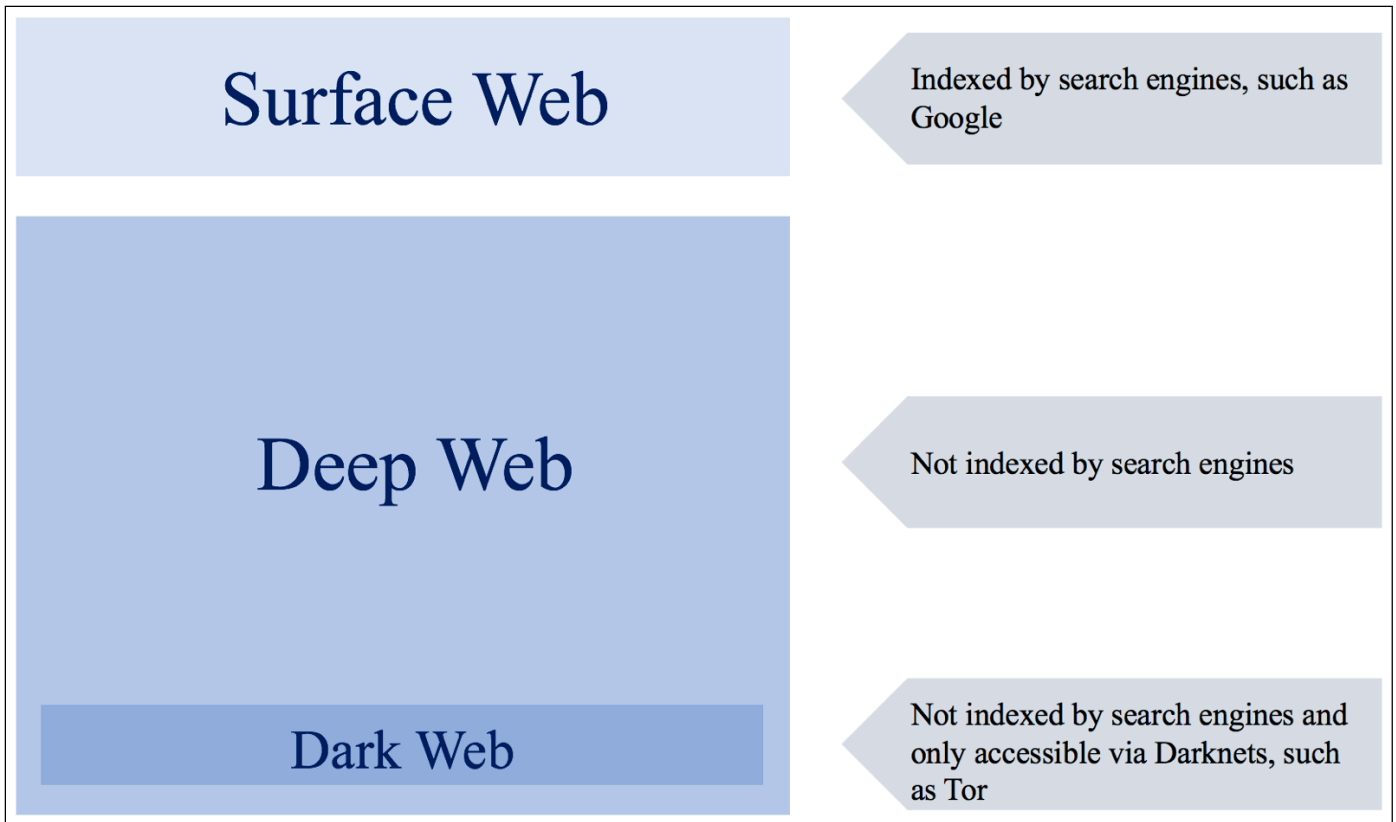 Surface Web
Indexed by search engines, such as
Google
Deep Web
Not indexed by search engines
Dark Web
Not indexed by search engines and
only accessible via Darknets, such
as Tor